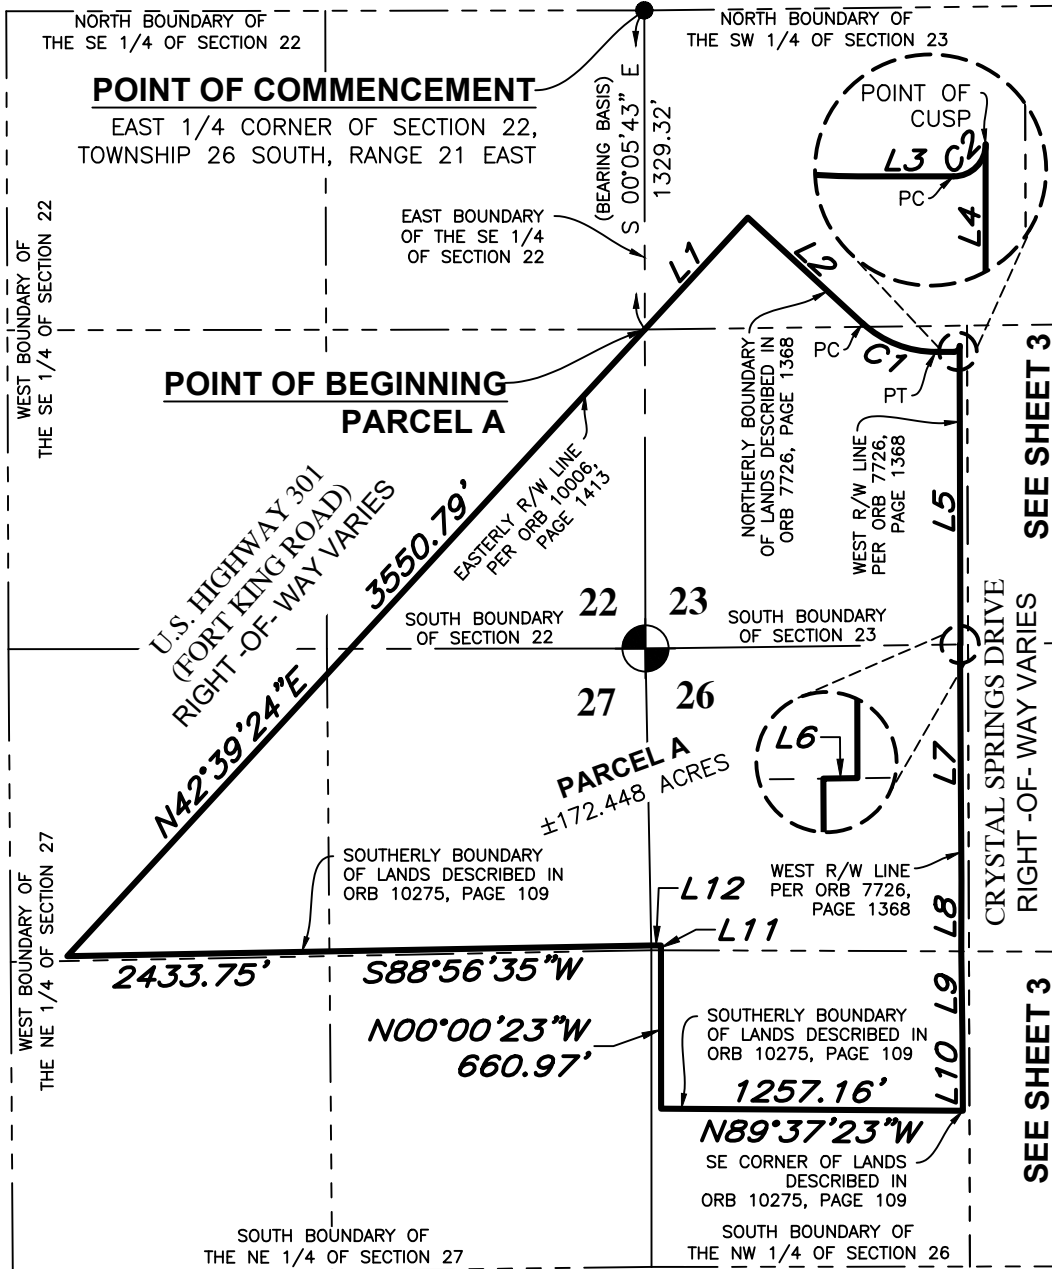 NORTH BOUNDARY OF
THE SE 1/4 OF SECTION 22
NORTH BOUNDARY OF
THE SW 1/4 OF SECTION 23
POINT OF COMMENCEMENT
EAST 1/4 CORNER OF SECTION 22,
TOWNSHIP 26 SOUTH, RANGE 21 EAST
(BEARING BASIS)
S 00°05'43" E
1329.32'
POINT OF
CUSP
L3
C2
PC
L4
WEST BOUNDARY OF
THE SE 1/4 OF SECTION 22
EAST BOUNDARY
OF THE SE 1/4
OF SECTION 22
L1
L2
PC
C1
PT
POINT OF BEGINNING
PARCEL A
NORTHERLY BOUNDARY
OF LANDS DESCRIBED IN
ORB 7726, PAGE 1368
WEST R/W LINE
PER ORB 7726,
PAGE 1368
L5
SEE SHEET 3
U.S. HIGHWAY 301
(FORT KING ROAD)
RIGHT -OF- WAY VARIES
3550.79'
EASTERLY R/W LINE
PER ORB 10006,
PAGE 1413
N42°39'24"E
SOUTH BOUNDARY
OF SECTION 22
22
23
SOUTH BOUNDARY
OF SECTION 23
27
26
PARCEL A
±172.448 ACRES
L6
L7
CRYSTAL SPRINGS DRIVE
RIGHT -OF- WAY VARIES
WEST BOUNDARY OF
THE NE 1/4 OF SECTION 27
SOUTHERLY BOUNDARY
OF LANDS DESCRIBED IN
ORB 10275, PAGE 109
L12
L11
WEST R/W LINE
PER ORB 7726,
PAGE 1368
L8
2433.75'
S88°56'35"W
N00°00'23"W
660.97'
SOUTHERLY BOUNDARY
OF LANDS DESCRIBED IN
ORB 10275, PAGE 109
L9
L10
SEE SHEET 3
1257.16'
N89°37'23"W
SE CORNER OF LANDS
DESCRIBED IN
ORB 10275, PAGE 109
SOUTH BOUNDARY OF
THE NE 1/4 OF SECTION 27
SOUTH BOUNDARY OF
THE NW 1/4 OF SECTION 26